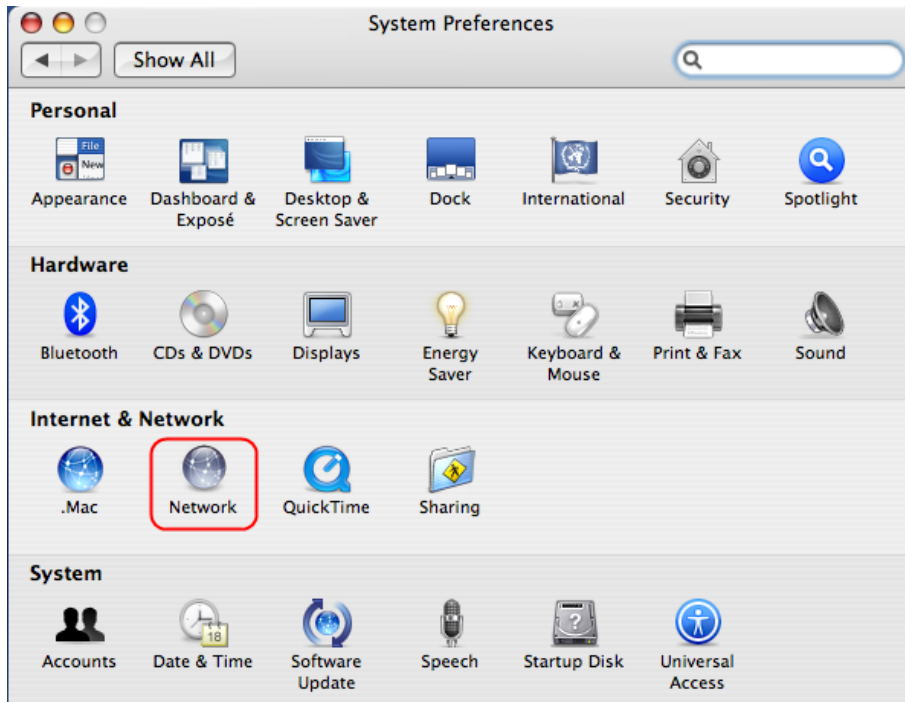 System Preferences
Show All
Personal
File
New
Appearance
Dashboard &
Exposé
Desktop &
Screen Saver
Dock
International
Security
Spotlight
Hardware
Bluetooth
CDs & DVDs
Displays
Energy
Saver
Keyboard &
Mouse
Print & Fax
Sound
Internet & Network
.Mac
Network
QuickTime
Sharing
System
18
?
Accounts
Date & Time
Software
Update
Speech
Startup Disk
Universal
Access